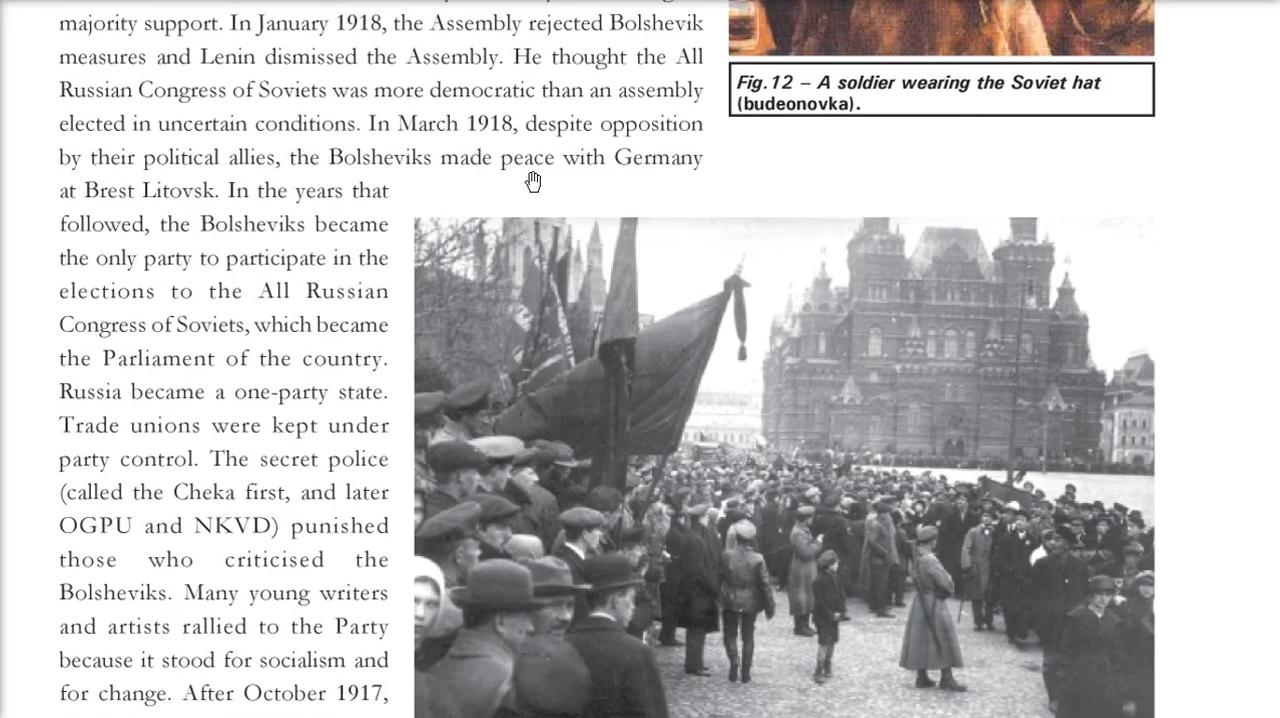 majority support. In January 1918, the Assembly rejected Bolshevik
measures and Lenin dismissed the Assembly. He thought the All
Russian Congress of Soviets was more democratic than an assembly
elected in uncertain conditions. In March 1918, despite opposition
by their political allies, the Bolsheviks made peace with Germany
at Brest Litovsk. In the years that
followed, the Bolsheviks became
the only party to participate in the
elections to the All Russian
Congress of Soviets, which became
the Parliament of the country.
Russia became a one-party state.
Trade unions were kept under
party control. The secret police
(called the Cheka first, and later
OGPU and NKVD) punished
those who criticised the
Bolsheviks. Many young writers
and artists rallied to the Party
because it stood for socialism and
for change. After October 1917,
Fig.12 – A soldier wearing the Soviet hat
(budeonovka).